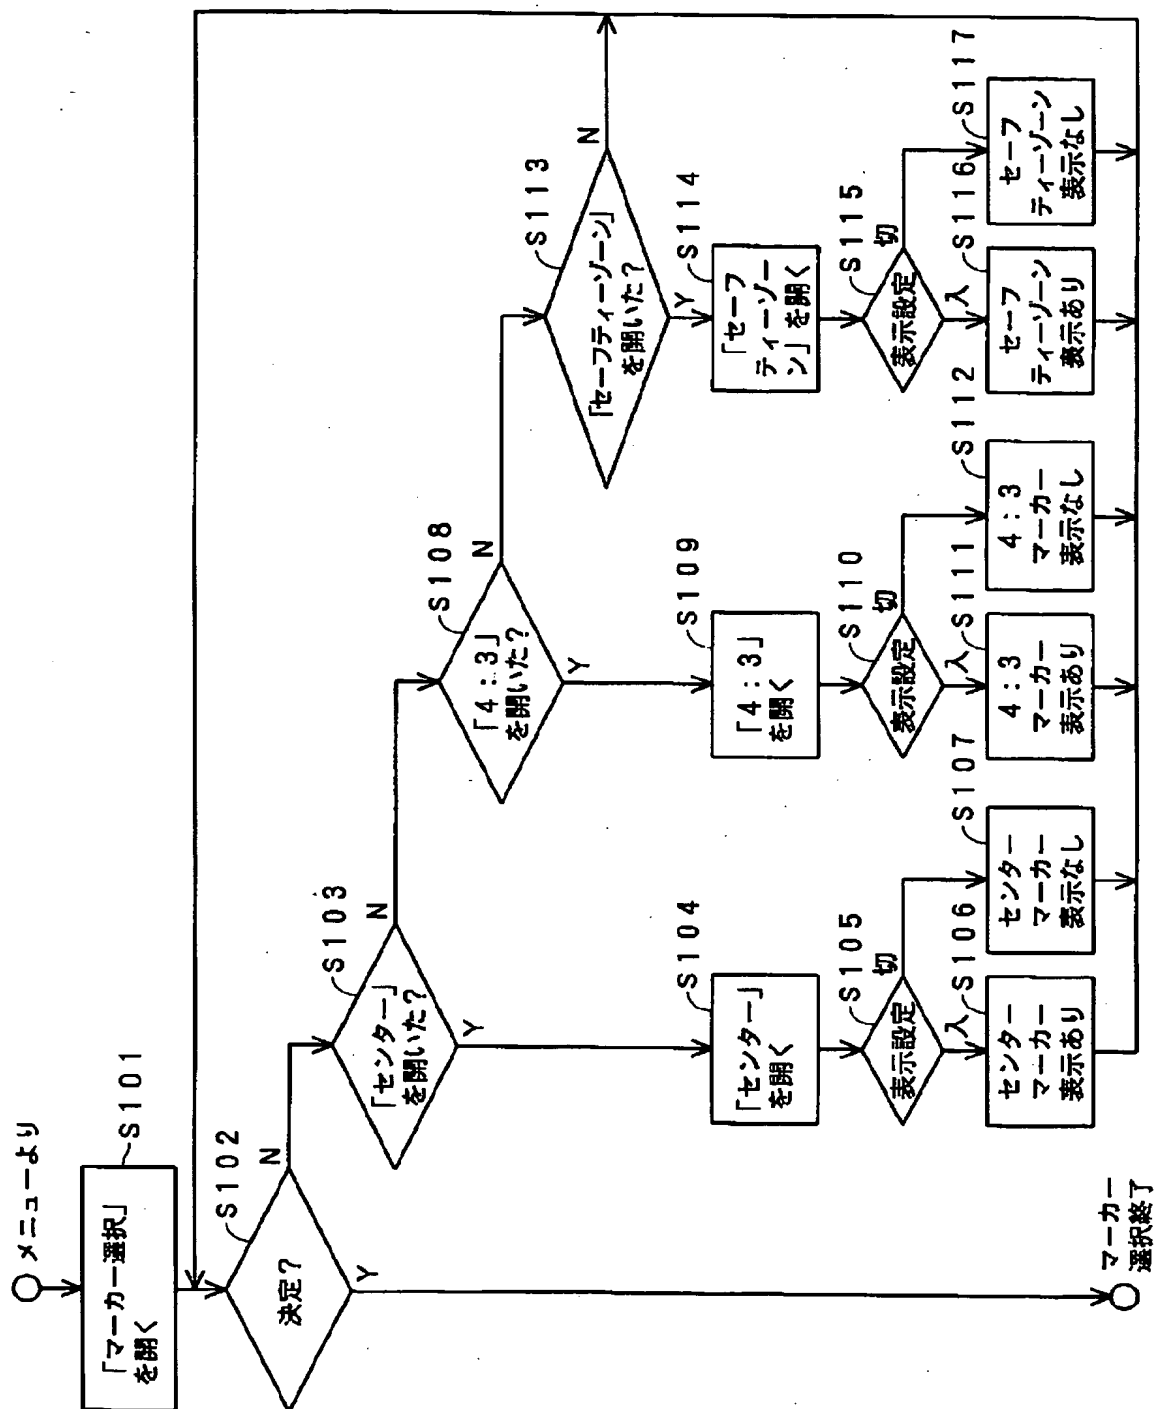 メニューより
「マーカー選択」
を開く
S101
決定?
S102
N
Y
マーカー
選択終了
「センター」
を開いた?
S103
N
Y
「センター」
を開く
S104
表示設定
S105
切
入
センター
マーカー
表示あり
S106
センター
マーカー
表示なし
S107
「4:3」
を開いた?
S108
N
Y
「4:3」
を開く
S109
表示設定
S110
切
入
4:3
マーカー
表示あり
S111
4:3
マーカー
表示なし
S112
「セーフティーゾーン」
を開いた?
S113
N
Y
「セーフ
ティーゾー
ン」を開く
S114
表示設定
S115
切
入
セーフ
ティーゾーン
表示あり
S116
セーフ
ティーゾーン
表示なし
S117